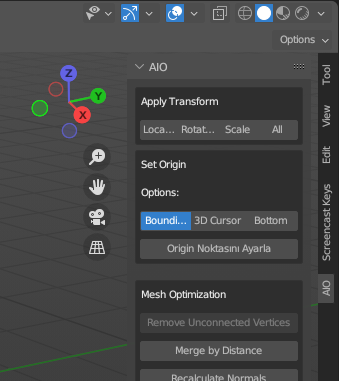 Options
AIO
Z
Y
X
Apply Transform
Loca... Rotat... Scale All
Set Origin
Options:
Boundi... 3D Cursor Bottom
Origin Noktasını Ayarla
Mesh Optimization
Remove Unconnected Vertices
Merge by Distance
Recalculate Normals
Tool
View
Edit
Screencast Keys
AIO